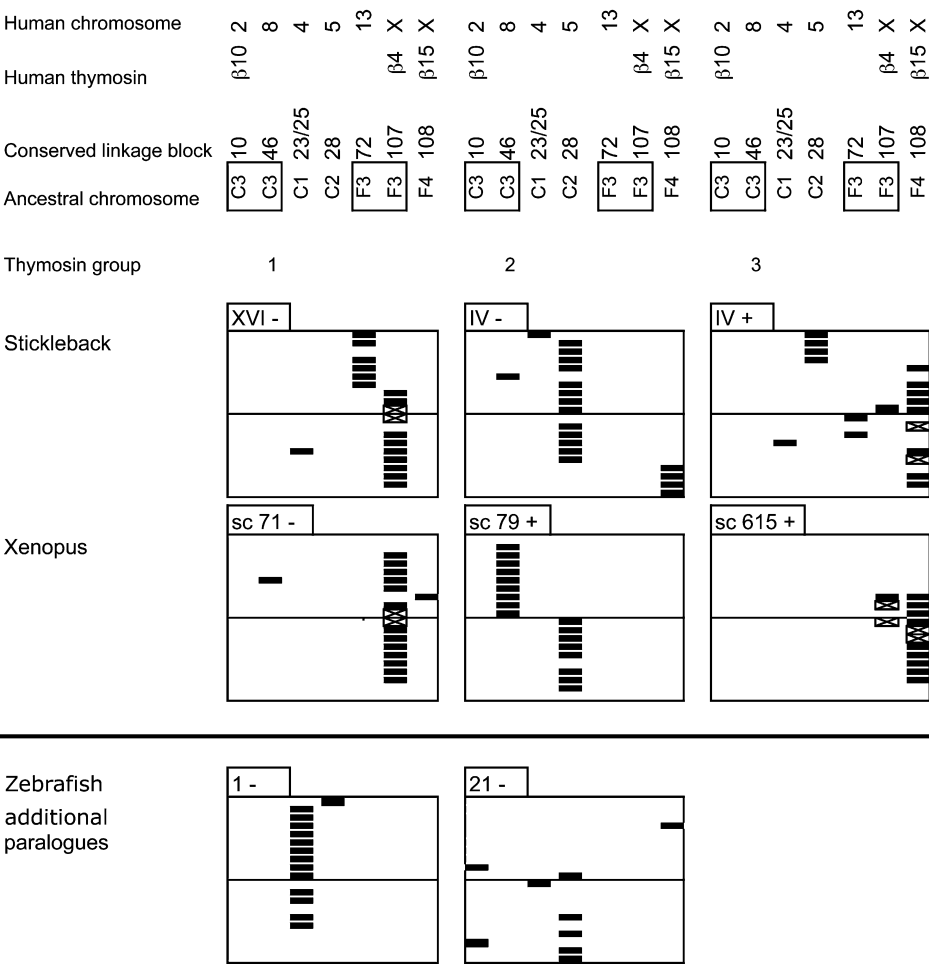 Human chromosome 2 8 4 5 13 X X 2 8 4 5 13 X X 2 8 4 5 13 X X
Human thymosin β10 β4 β15 β10 β4 β15 β10 β4 β15
Conserved linkage block 10 46 23/25 28 72 107 108 10 46 23/25 28 72 107 108 10 46 23/25 28 72 107 108
Ancestral chromosome C3 C3 C1 C2 F3 F3 F4 C3 C3 C1 C2 F3 F3 F4 C3 C3 C1 C2 F3 F3 F4
Thymosin group 1 2 3
XVI - IV - IV +
Stickleback
sc 71 - sc 79 + sc 615 +
Xenopus
Zebrafish 1 - 21 -
additional
paralogues